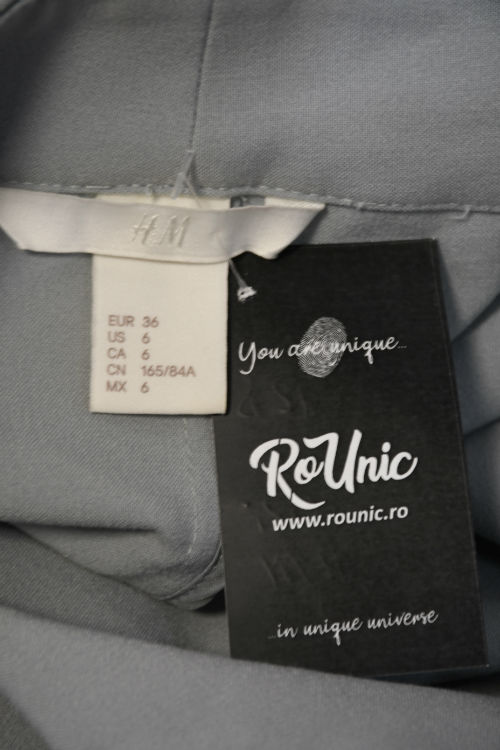 H&M
EUR 36
US 6
CA 6
CN 165/84A
MX 6
You are unique...
RoUnic
www.rounic.ro
...in unique universe